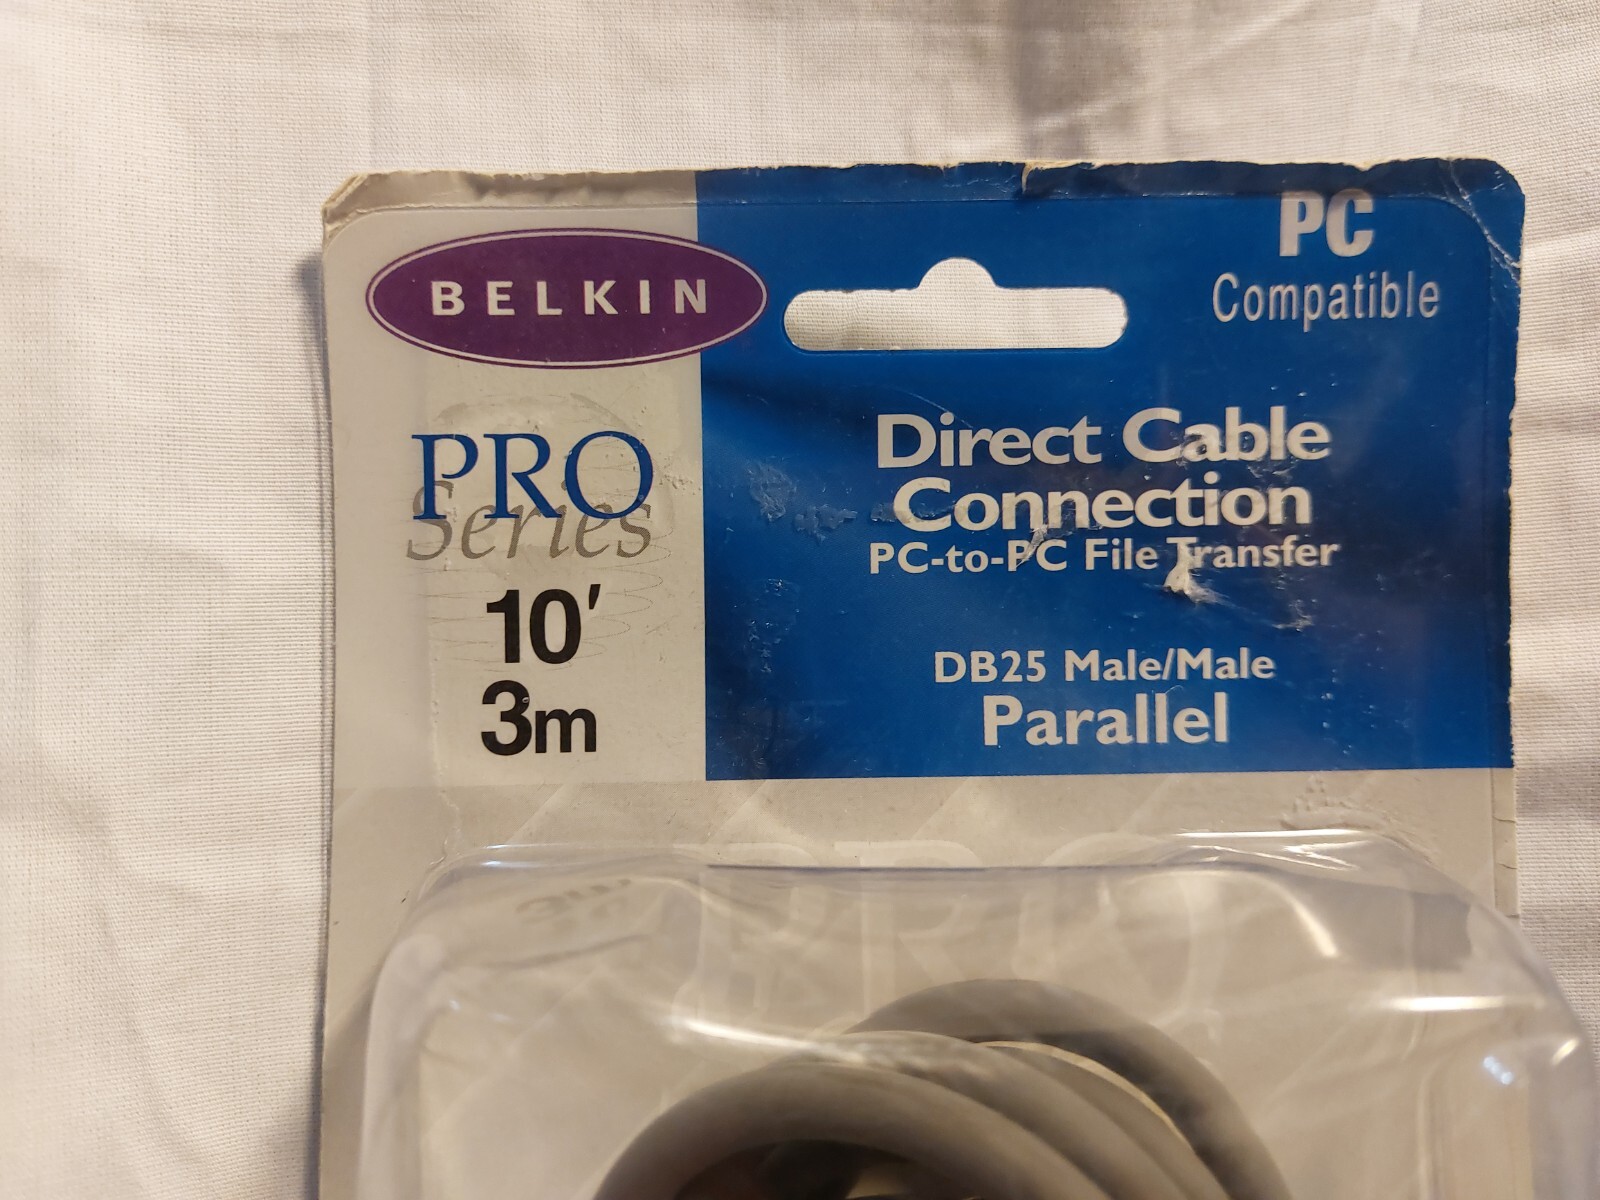 BELKIN
PRO
Series
10'
3m
PC
Compatible
Direct Cable
Connection
PC-to-PC File Transfer
DB25 Male/Male
Parallel
PRO